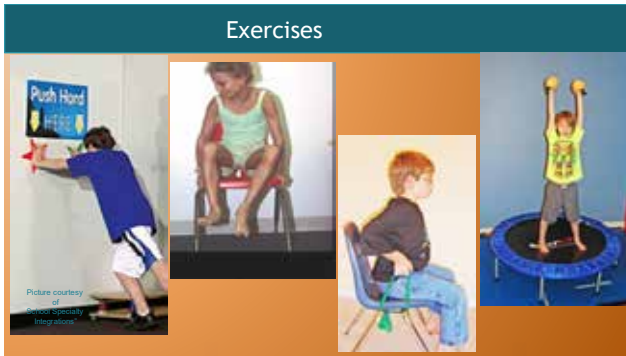 Exercises
Push Hard
HERE
Picture courtesy
of
School Specialty
Integrations"